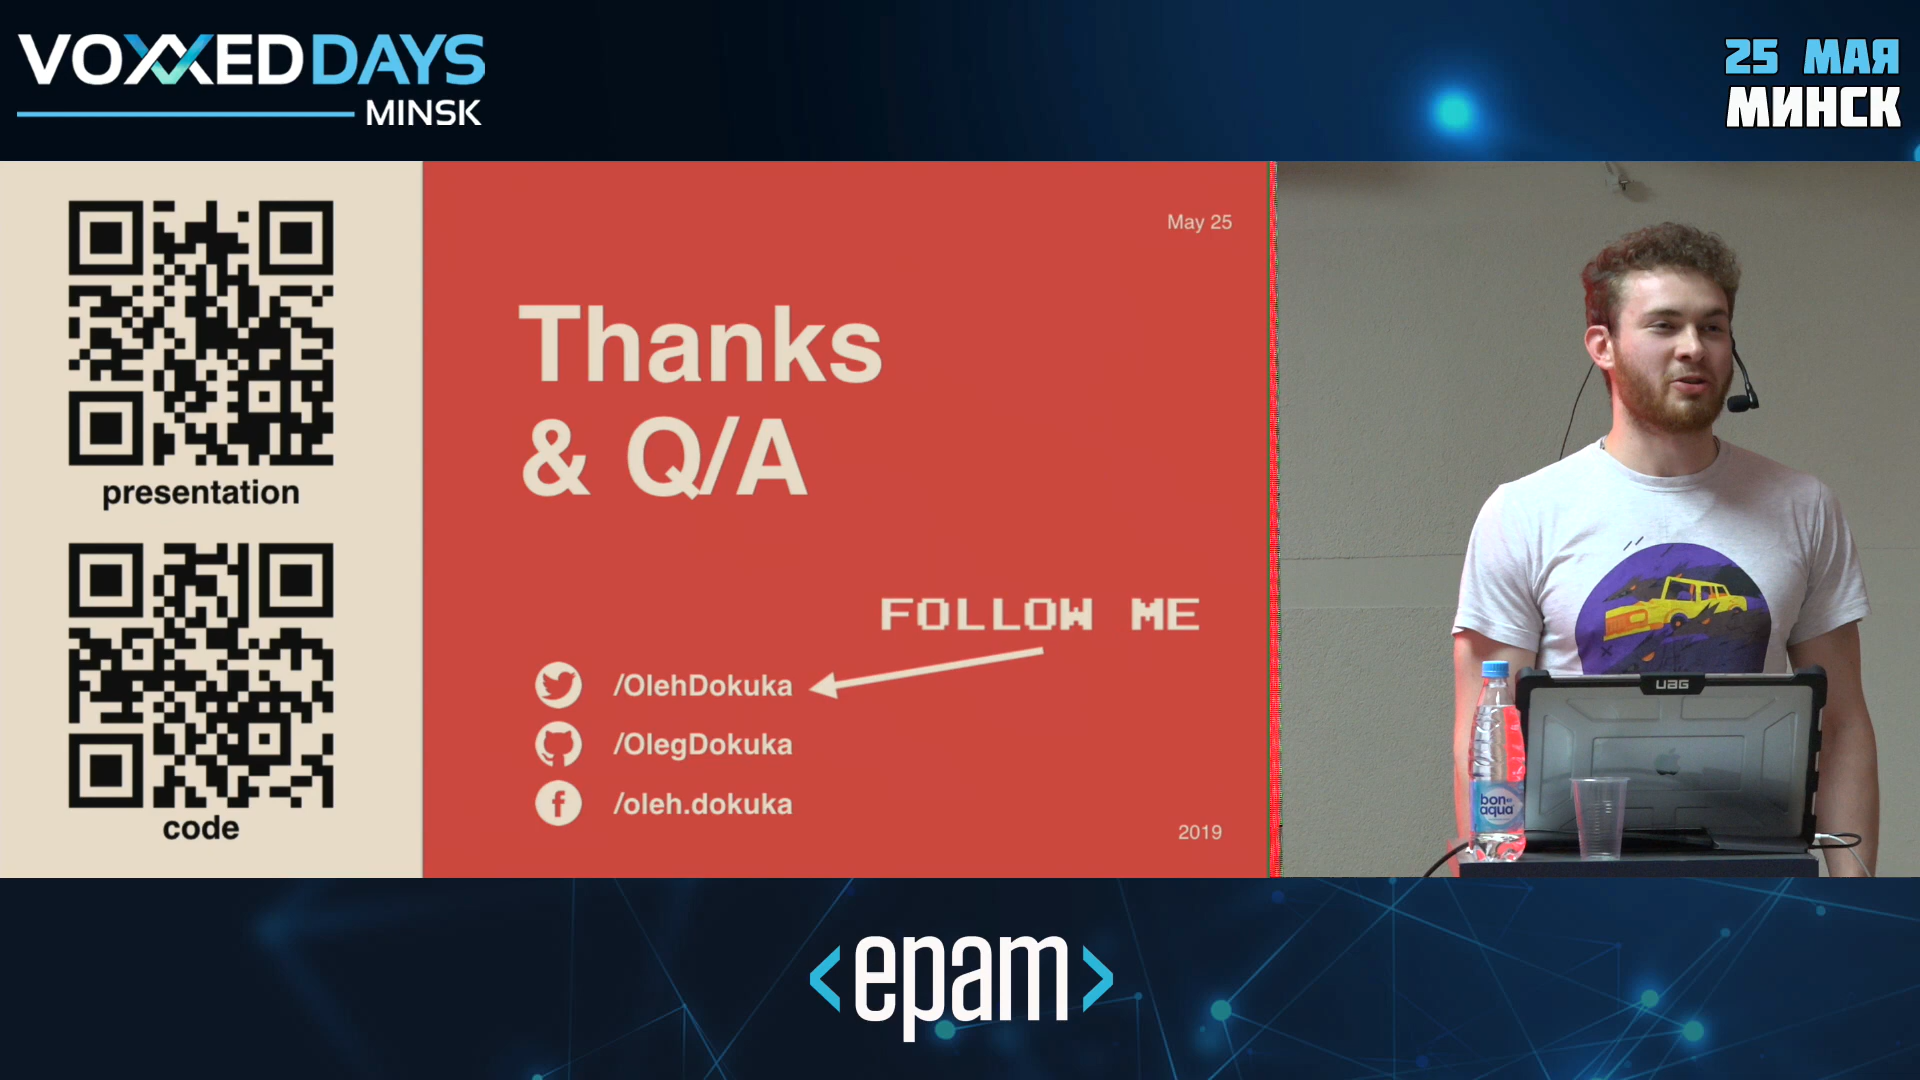 VOXXEDDAYS
MINSK
25 МАЯ
МИНСК
presentation
code
May 25
Thanks
& Q/A
FOLLOW ME
/OlehDokuka
/OlegDokuka
/oleh.dokuka
2019
UAG
bon
aqua
<epam>